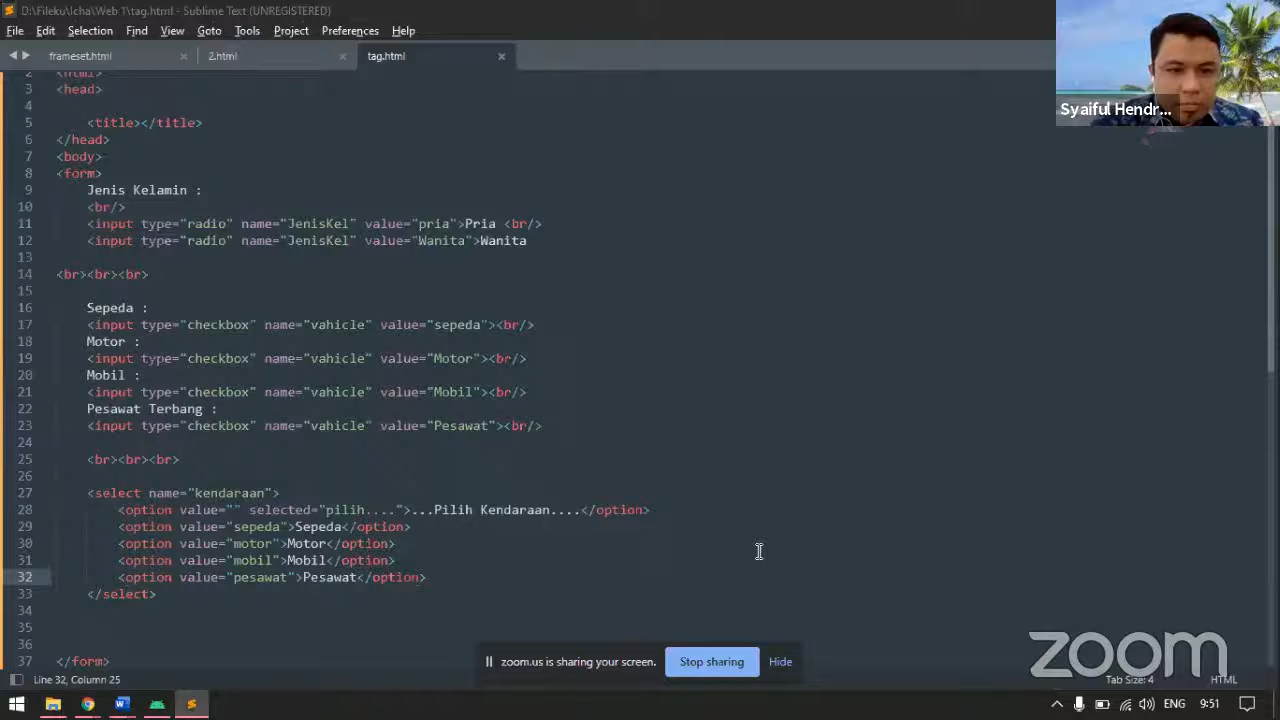 D:\Fileku\Icha\Web 1\tag.html - Sublime Text (UNREGISTERED)
File Edit Selection Find View Goto Tools Project Preferences Help
frameset.html 2.html tag.html
Syaiful Hendr...
2 <html>
3 <head>
4
5 <title></title>
6 </head>
7 <body>
8 <form>
9 Jenis Kelamin :
10 <br/>
11 <input type="radio" name="JenisKel" value="pria">Pria <br/>
12 <input type="radio" name="JenisKel" value="Wanita">Wanita
13
14 <br><br><br>
15
16 Sepeda :
17 <input type="checkbox" name="vahicle" value="sepeda"><br/>
18 Motor :
19 <input type="checkbox" name="vahicle" value="Motor"><br/>
20 Mobil :
21 <input type="checkbox" name="vahicle" value="Mobil"><br/>
22 Pesawat Terbang :
23 <input type="checkbox" name="vahicle" value="Pesawat"><br/>
24
25 <br><br><br>
26
27 <select name="kendaraan">
28 <option value="" selected="pilih....">...Pilih Kendaraan....</option>
29 <option value="sepeda">Sepeda</option>
30 <option value="motor">Motor</option>
31 <option value="mobil">Mobil</option>
32 <option value="pesawat">Pesawat</option>
33 </select>
34
35
36
37 </form>
zoom.us is sharing your screen. Stop sharing Hide
zoom
Line 32, Column 25 Tab Size: 4 HTML
ENG 9:51